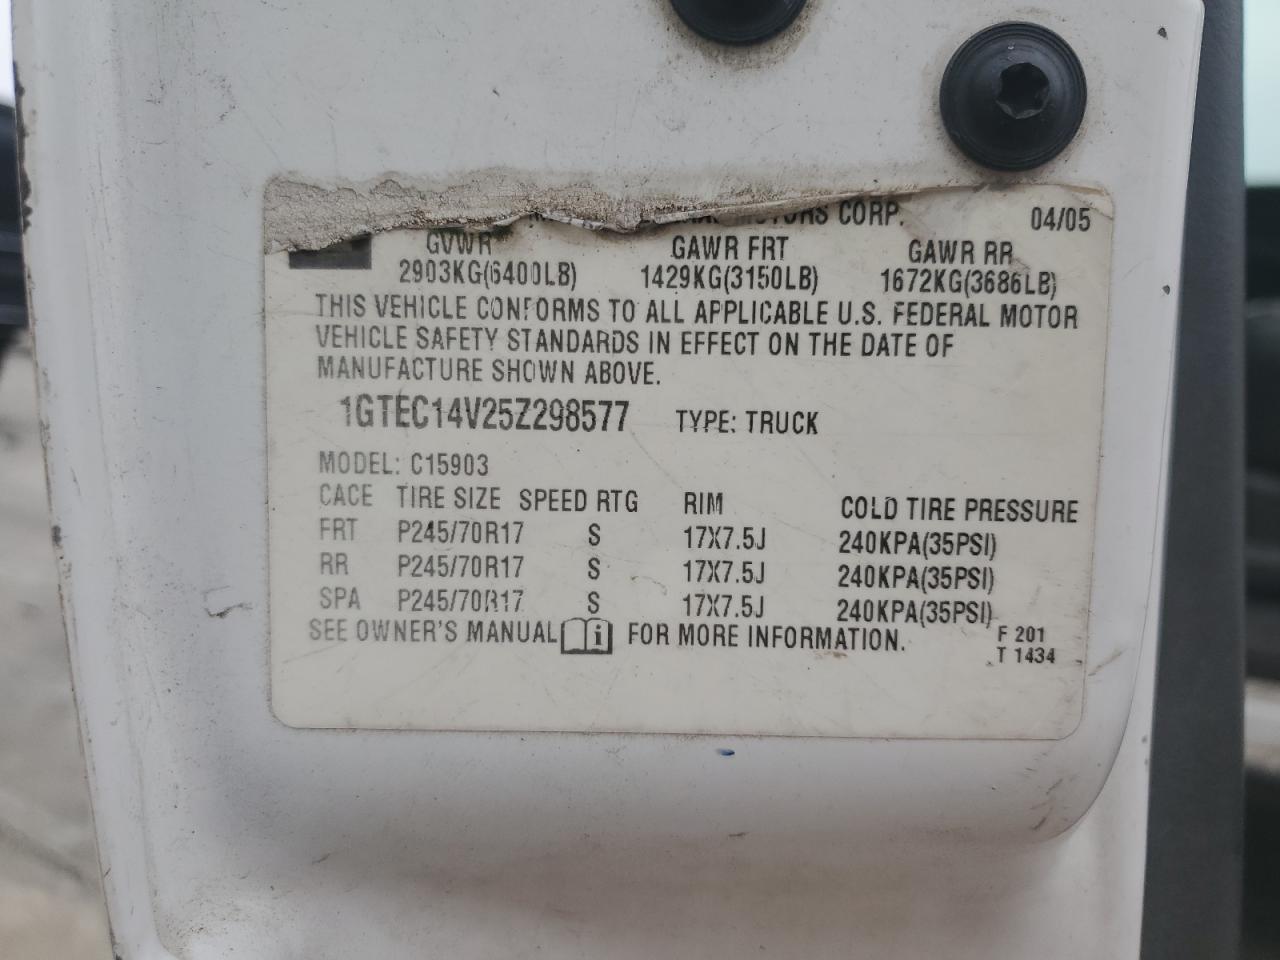 MOTORS CORP. 04/05
GVWR GAWR FRT GAWR RR
2903KG(6400LB) 1429KG(3150LB) 1672KG(3686LB)
THIS VEHICLE CONFORMS TO ALL APPLICABLE U.S. FEDERAL MOTOR
VEHICLE SAFETY STANDARDS IN EFFECT ON THE DATE OF
MANUFACTURE SHOWN ABOVE.
1GTEC14V25Z298577 TYPE: TRUCK
MODEL: C15903
CACE TIRE SIZE SPEED RTG RIM COLD TIRE PRESSURE
FRT P245/70R17 S 17X7.5J 240KPA(35PSI)
RR P245/70R17 S 17X7.5J 240KPA(35PSI)
SPA P245/70R17 S 17X7.5J 240KPA(35PSI)
SEE OWNER'S MANUAL FOR MORE INFORMATION.
F 201
T 1434